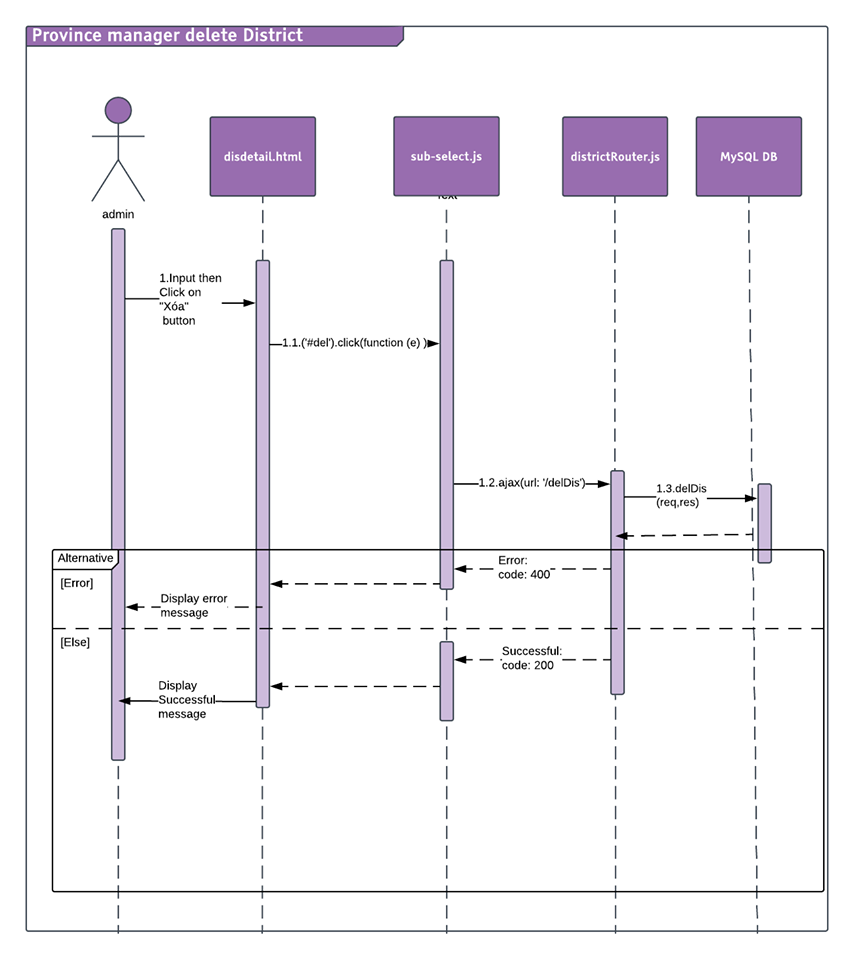 Province manager delete District
disdetail.html
sub-select.js
districtRouter.js
MySQL DB
admin
1.Input then
Click on
"Xóa"
button
1.1.('#del').click(function (e) )
1.2.ajax(url: '/delDis')
1.3.delDis
(req,res)
Alternative
[Error]
Error:
code: 400
Display error
message
[Else]
Successful:
code: 200
Display
Successful
message